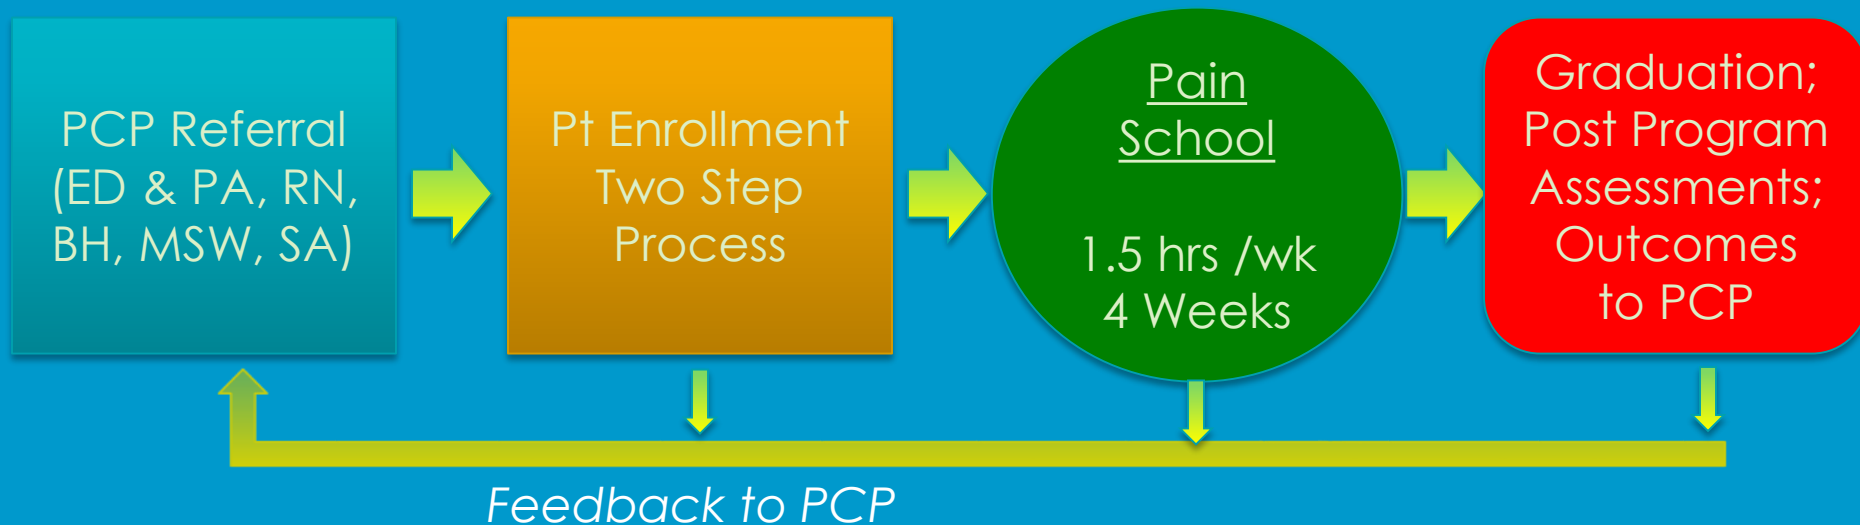 PCP Referral
(ED & PA, RN,
BH, MSW, SA)
Pt Enrollment
Two Step
Process
Pain
School
1.5 hrs /wk
4 Weeks
Graduation;
Post Program
Assessments;
Outcomes
to PCP
Feedback to PCP